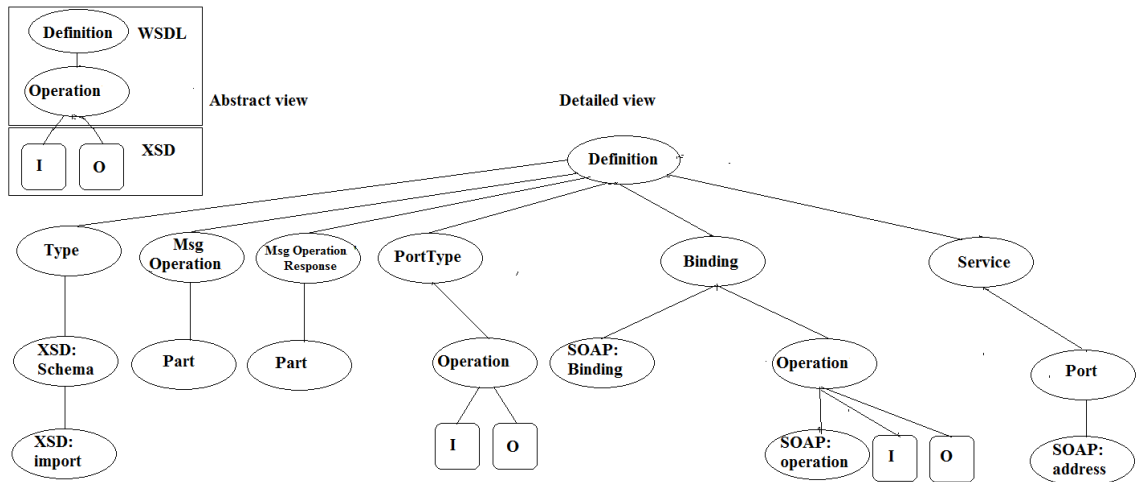 Definition WSDL
Operation
Abstract view
Detailed view
XSD
I O
Definition
Type
Msg
Operation
Msg Operation
Response
PortType
Binding
Service
XSD:
Schema
Part
Part
Operation
SOAP:
Binding
Operation
Port
XSD:
import
I O
SOAP:
operation
I O
SOAP:
address